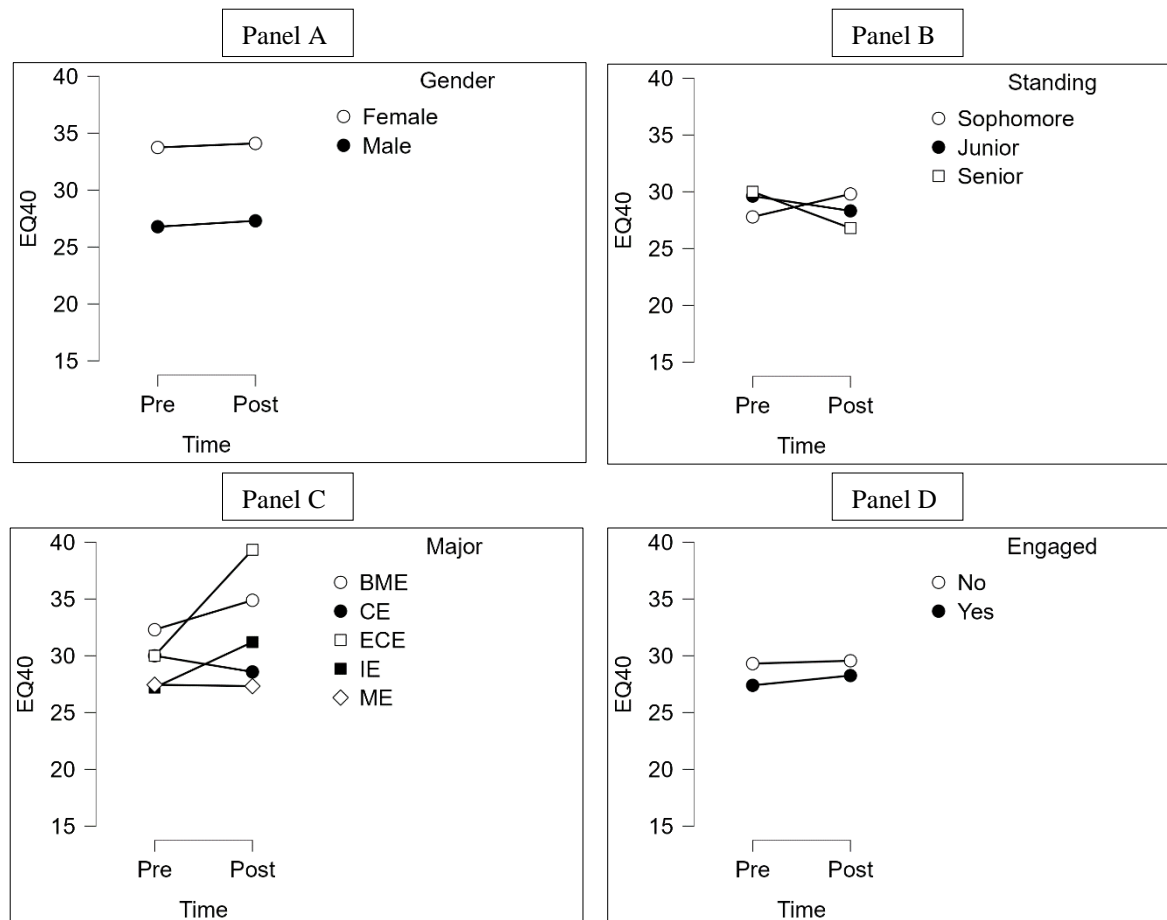 Panel A
40
35
30
25
20
15
EQ40
Gender
Female
Male
Pre Post
Time
Panel B
40
35
30
25
20
15
EQ40
Standing
Sophomore
Junior
Senior
Pre Post
Time
Panel C
40
35
30
25
20
15
EQ40
Major
BME
CE
ECE
IE
ME
Pre Post
Time
Panel D
40
35
30
25
20
15
EQ40
Engaged
No
Yes
Pre Post
Time